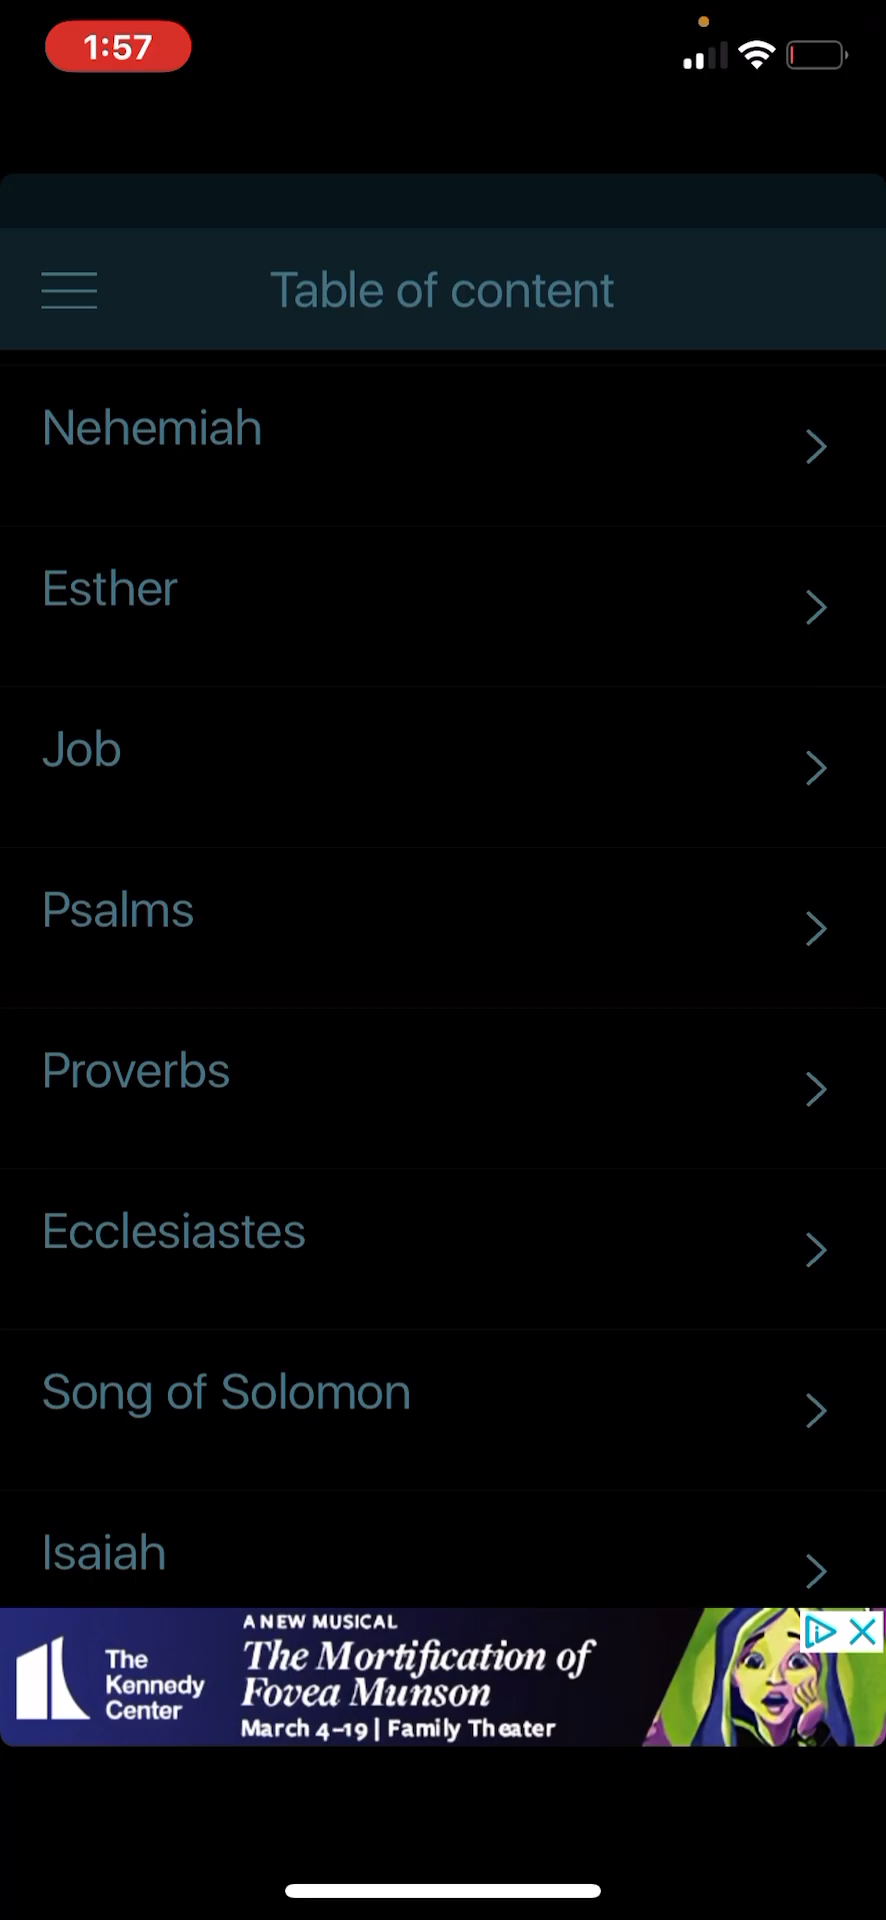 1:57
Table of content
Nehemiah
Esther
Job
Psalms
Proverbs
Ecclesiastes
Song of Solomon
Isaiah
The
Kennedy
Center
A NEW MUSICAL
The Mortification of
Fovea Munson
March 4-19 | Family Theater